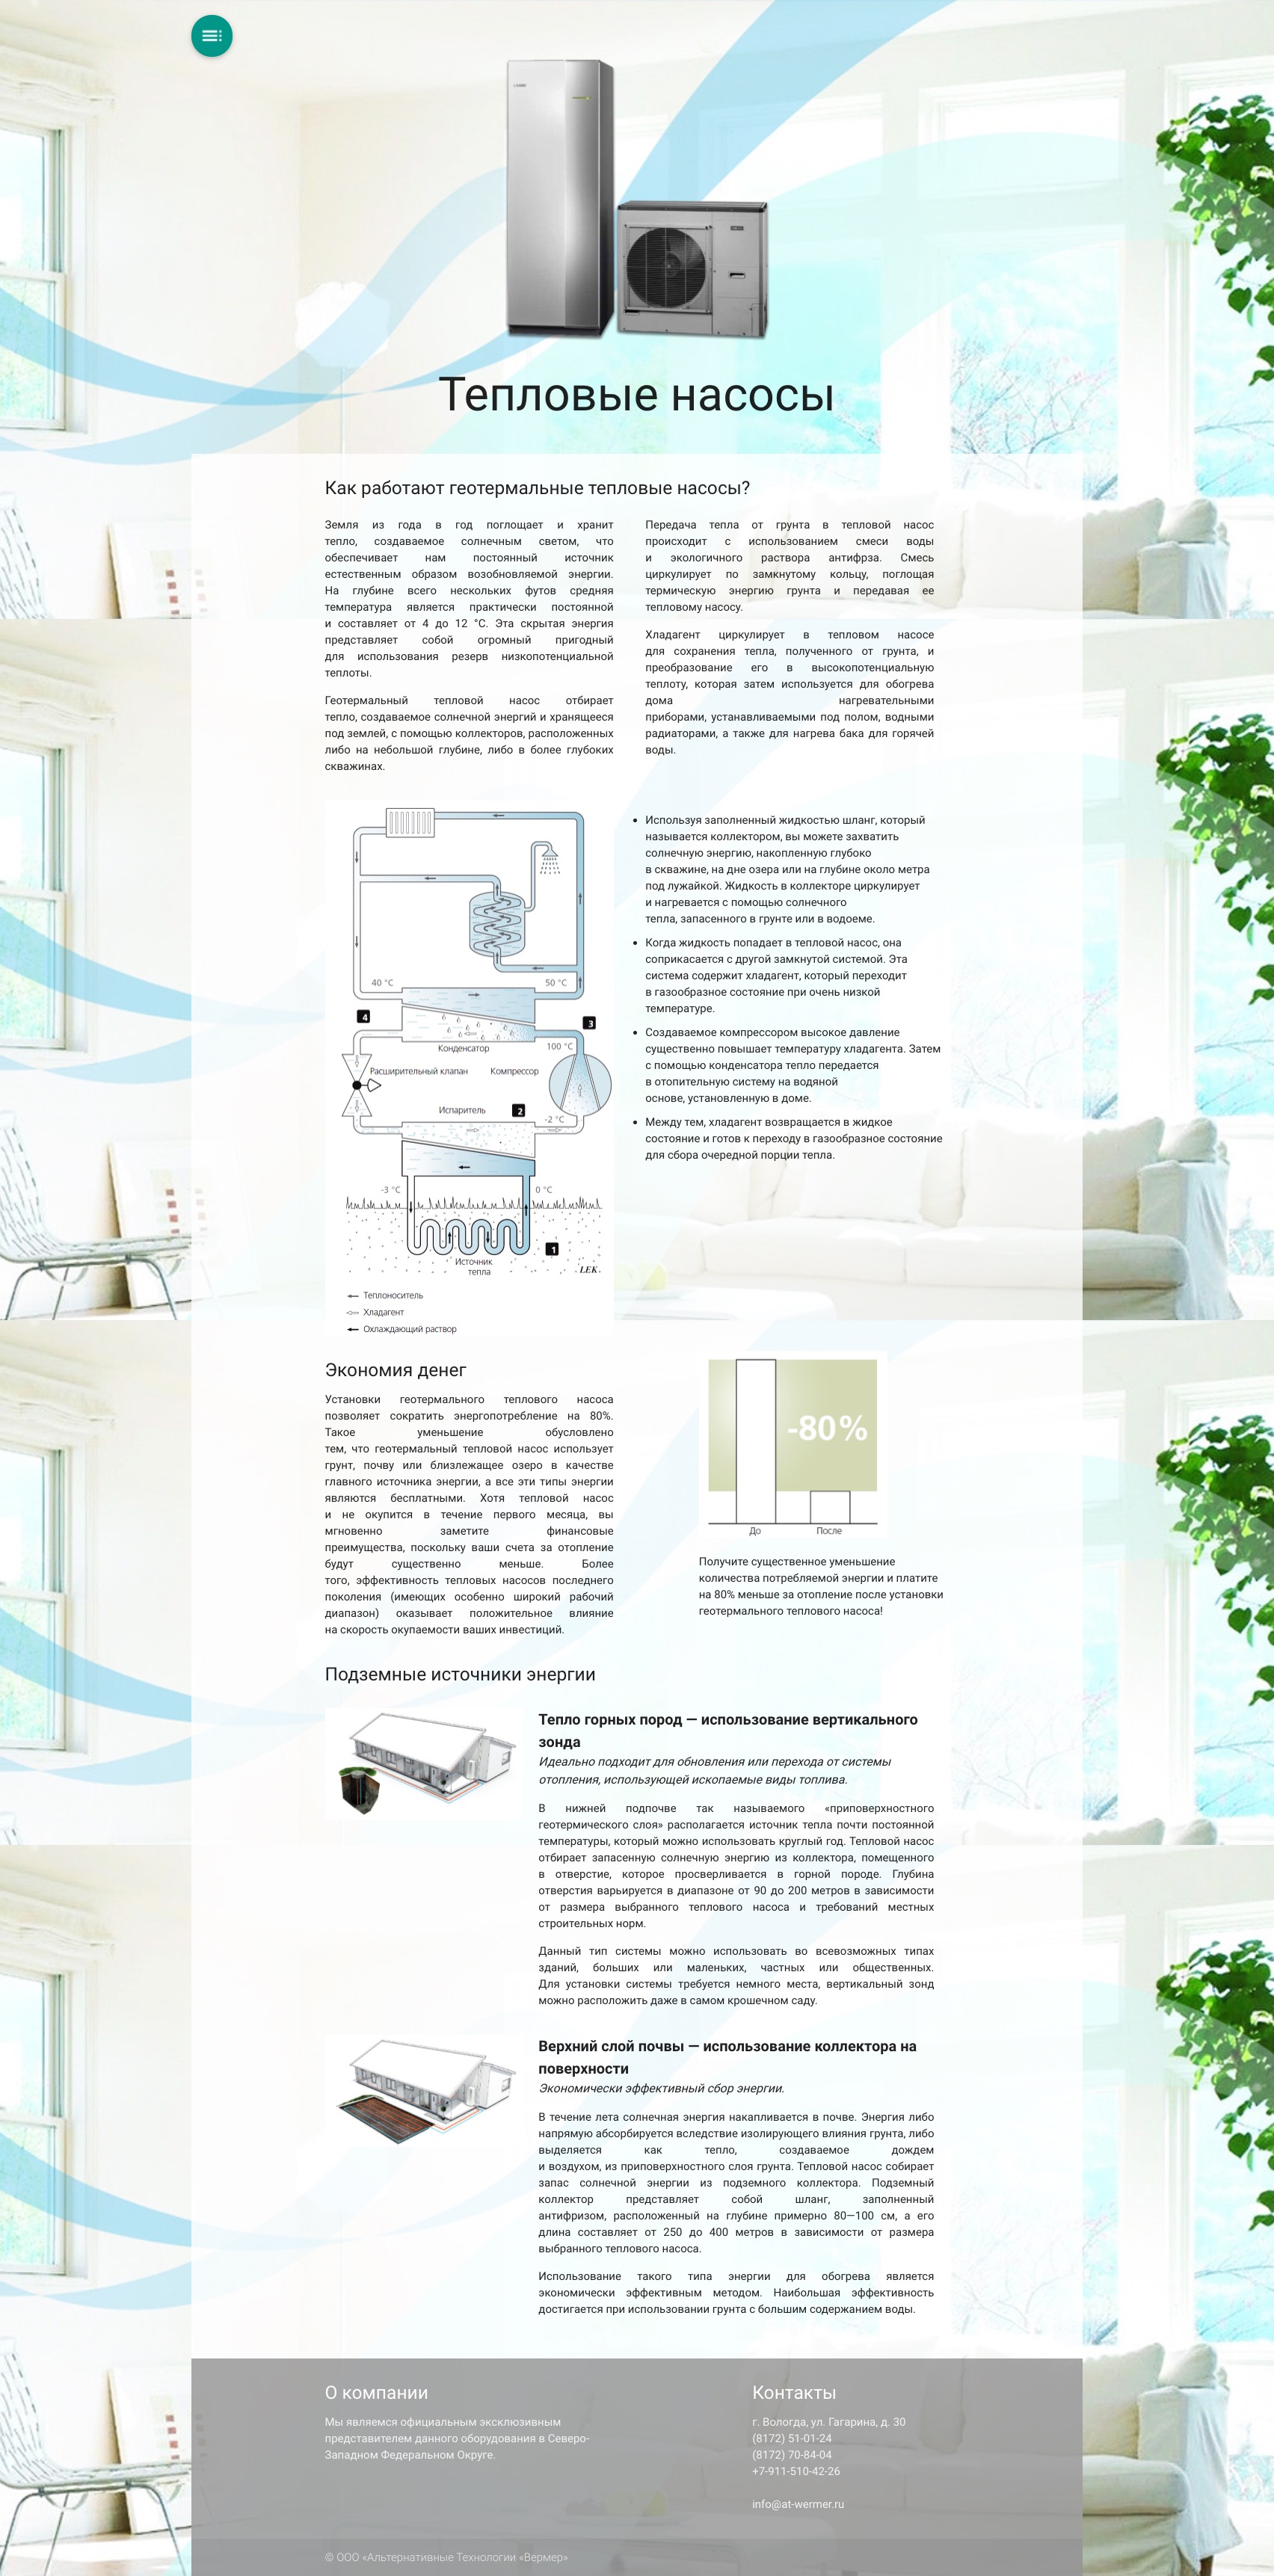 Тепловые насосы
Как работают геотермальные тепловые насосы?
Земля из года в год поглощает и хранит
тепло, создаваемое солнечным светом, что
обеспечивает нам постоянный источник
естественным образом возобновляемой энергии.
На глубине всего нескольких футов средняя
температура является практически постоянной
и составляет от 4 до 12 °C. Эта скрытая энергия
представляет собой огромный пригодный
для использования резерв низкопотенциальной
теплоты.
Геотермальный тепловой насос отбирает
тепло, создаваемое солнечной энергий и хранящееся
под землей, с помощью коллекторов, расположенных
либо на небольшой глубине, либо в более глубоких
скважинах.
Передача тепла от грунта в тепловой насос
происходит с использованием смеси воды
и экологичного раствора антифрза. Смесь
циркулирует по замкнутому кольцу, поглощая
термическую энергию грунта и передавая ее
тепловому насосу.
Хладагент циркулирует в тепловом насосе
для сохранения тепла, полученного от грунта, и
преобразование его в высокопотенциальную
теплоту, которая затем используется для обогрева
дома нагревательными
приборами, устанавливаемыми под полом, водными
радиаторами, а также для нагрева бака для горячей
воды.
40 °C
50 °C
4
3
Конденсатор
100 °C
Расширительный клапан
Компрессор
Испаритель
2
-2 °C
-3 °C
0 °C
1
Источник
тепла
LEK
Теплоноситель
Хладагент
Охлаждающий раствор
• Используя заполненный жидкостью шланг, который
называется коллектором, вы можете захватить
солнечную энергию, накопленную глубоко
в скважине, на дне озера или на глубине около метра
под лужайкой. Жидкость в коллекторе циркулирует
и нагревается с помощью солнечного
тепла, запасенного в грунте или в водоеме.
• Когда жидкость попадает в тепловой насос, она
соприкасается с другой замкнутой системой. Эта
система содержит хладагент, который переходит
в газообразное состояние при очень низкой
температуре.
• Создаваемое компрессором высокое давление
существенно повышает температуру хладагента. Затем
с помощью конденсатора тепло передается
в отопительную систему на водяной
основе, установленную в доме.
• Между тем, хладагент возвращается в жидкое
состояние и готов к переходу в газообразное состояние
для сбора очередной порции тепла.
Экономия денег
Установки геотермального теплового насоса
позволяет сократить энергопотребление на 80%.
Такое уменьшение обусловлено
тем, что геотермальный тепловой насос использует
грунт, почву или близлежащее озеро в качестве
главного источника энергии, а все эти типы энергии
являются бесплатными. Хотя тепловой насос
и не окупится в течение первого месяца, вы
мгновенно заметите финансовые
преимущества, поскольку ваши счета за отопление
будут существенно меньше. Более
того, эффективность тепловых насосов последнего
поколения (имеющих особенно широкий рабочий
диапазон) оказывает положительное влияние
на скорость окупаемости ваших инвестиций.
-80%
До
После
Получите существенное уменьшение
количества потребляемой энергии и платите
на 80% меньше за отопление после установки
геотермального теплового насоса!
Подземные источники энергии
Тепло горных пород — использование вертикального
зонда
Идеально подходит для обновления или перехода от системы
отопления, использующей ископаемые виды топлива.
В нижней подпочве так называемого «приповерхностного
геотермического слоя» располагается источник тепла почти постоянной
температуры, который можно использовать круглый год. Тепловой насос
отбирает запасенную солнечную энергию из коллектора, помещенного
в отверстие, которое просверливается в горной породе. Глубина
отверстия варьируется в диапазоне от 90 до 200 метров в зависимости
от размера выбранного теплового насоса и требований местных
строительных норм.
Данный тип системы можно использовать во всевозможных типах
зданий, больших или маленьких, частных или общественных.
Для установки системы требуется немного места, вертикальный зонд
можно расположить даже в самом крошечном саду.
Верхний слой почвы — использование коллектора на
поверхности
Экономически эффективный сбор энергии.
В течение лета солнечная энергия накапливается в почве. Энергия либо
напрямую абсорбируется вследствие изолирующего влияния грунта, либо
выделяется как тепло, создаваемое дождем
и воздухом, из приповерхностного слоя грунта. Тепловой насос собирает
запас солнечной энергии из подземного коллектора. Подземный
коллектор представляет собой шланг, заполненный
антифризом, расположенный на глубине примерно 80—100 см, а его
длина составляет от 250 до 400 метров в зависимости от размера
выбранного теплового насоса.
Использование такого типа энергии для обогрева является
экономически эффективным методом. Наибольшая эффективность
достигается при использовании грунта с большим содержанием воды.
О компании
Мы являемся официальным эксклюзивным
представителем данного оборудования в Северо-
Западном Федеральном Округе.
Контакты
г. Вологда, ул. Гагарина, д. 30
(8172) 51-01-24
(8172) 70-84-04
+7-911-510-42-26
info@at-wermer.ru
© ООО «Альтернативные Технологии «Вермер»